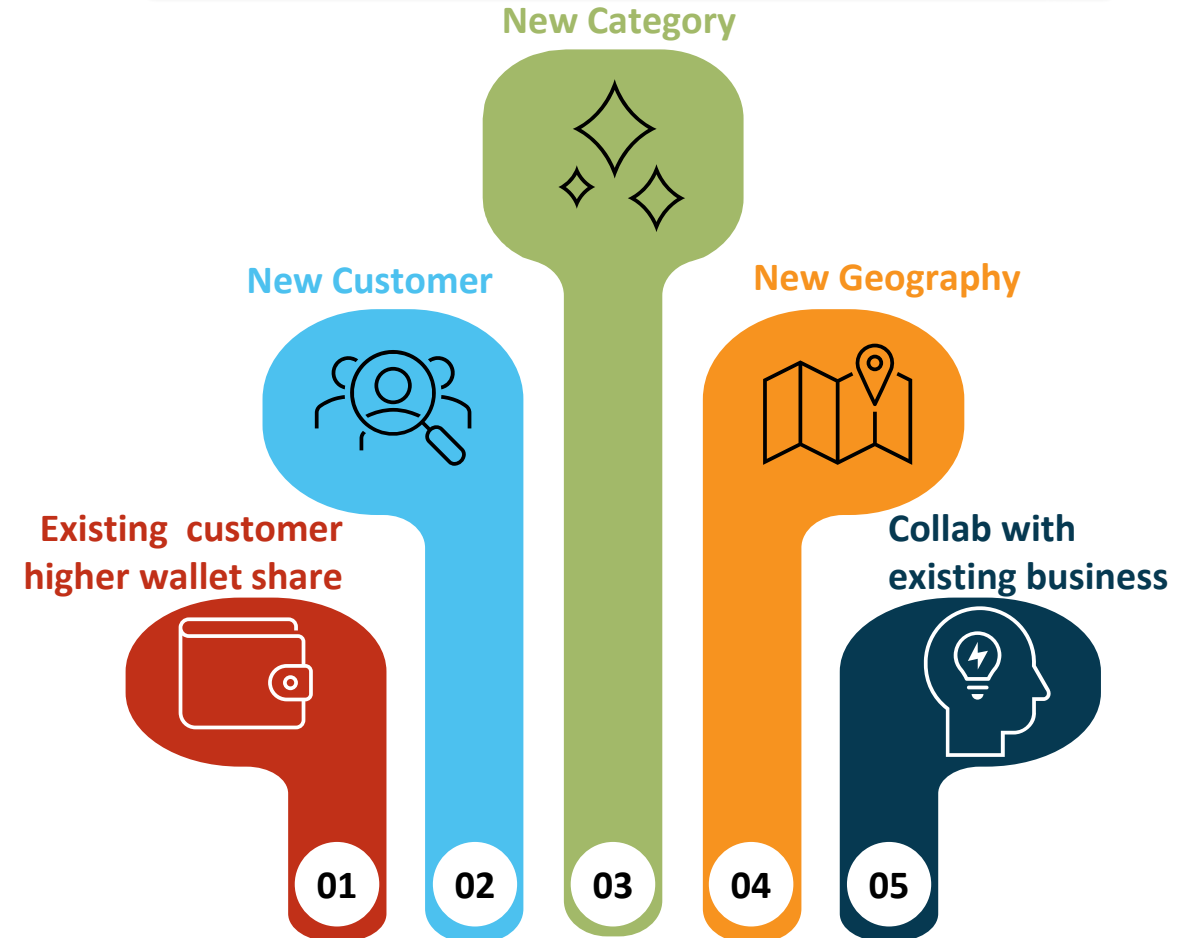 New Category
New Customer
New Geography
Existing  customer
higher wallet share
Collab with
existing business
01
02
03
04
05